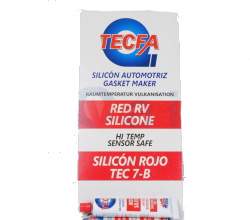 TECFA
SILICÓN AUTOMOTRIZ
GASKET MAKER
RAUMTEMPERATUR VULKANISATION
RED RV
SILICONE
HI TEMP
SENSOR SAFE
SILICÓN ROJO
TEC 7-B